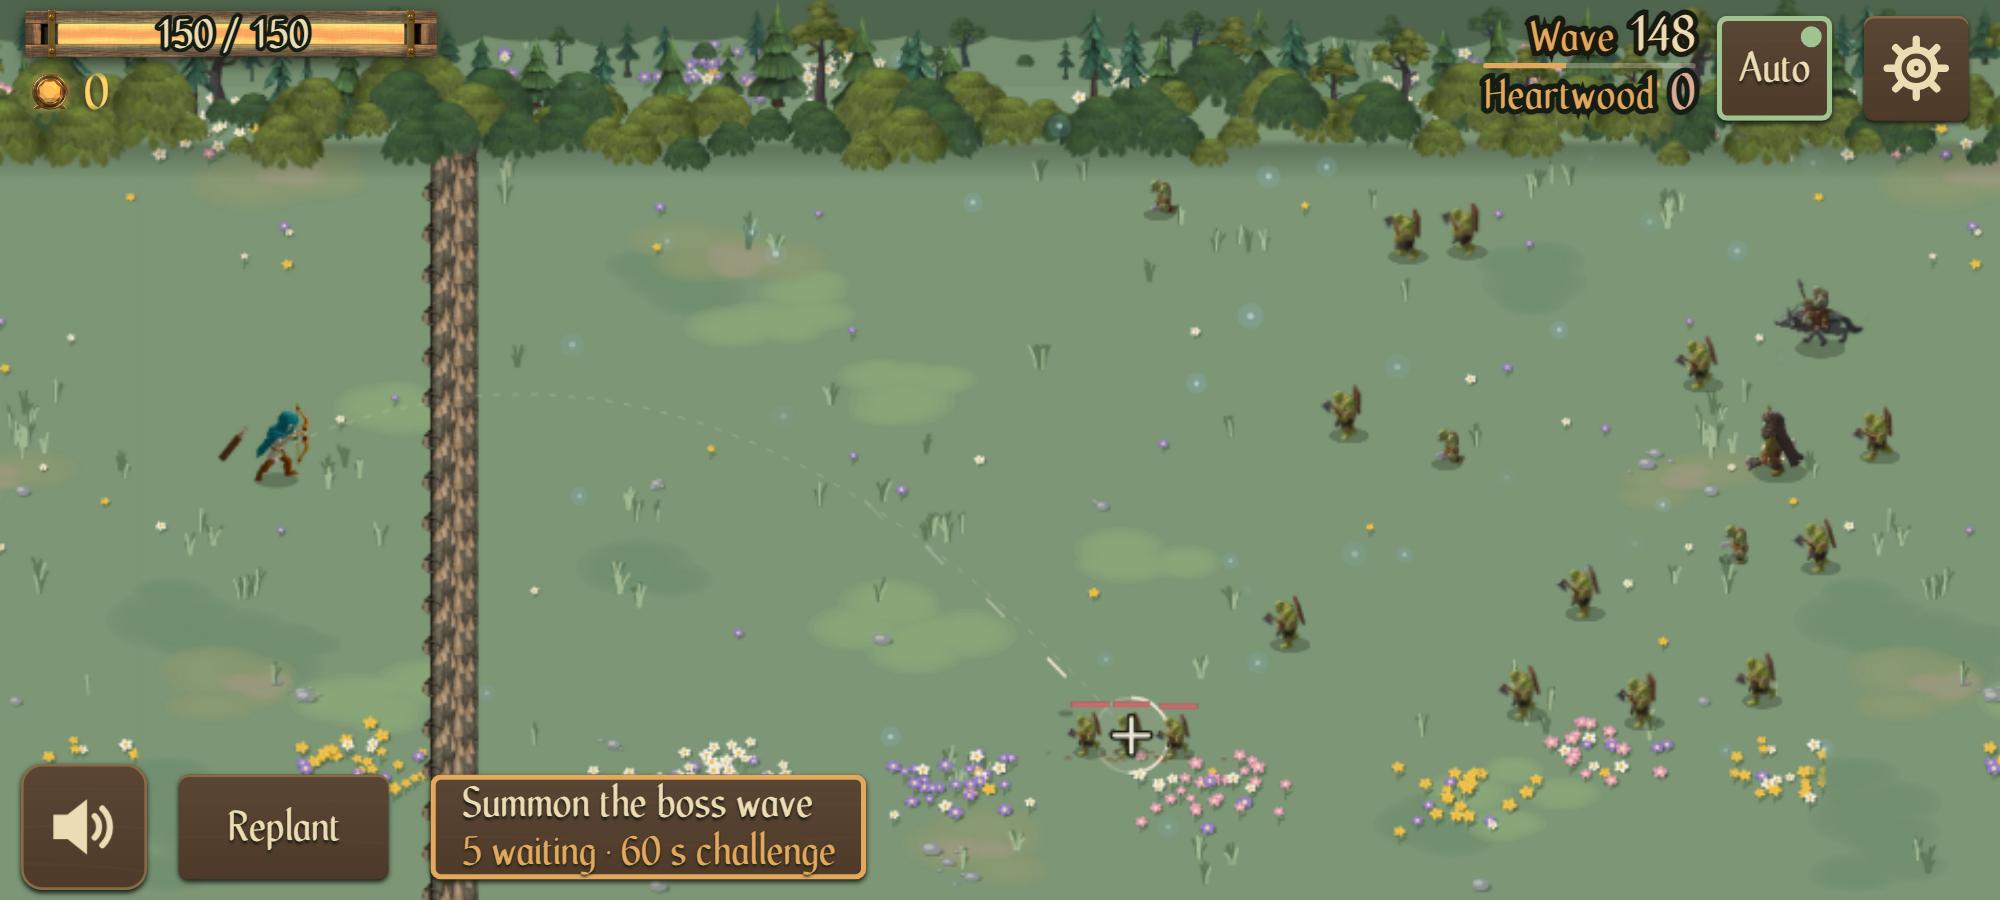 150 / 150
0
Wave 148
Heartwood 0
Auto
Replant
Summon the boss wave
5 waiting · 60 s challenge